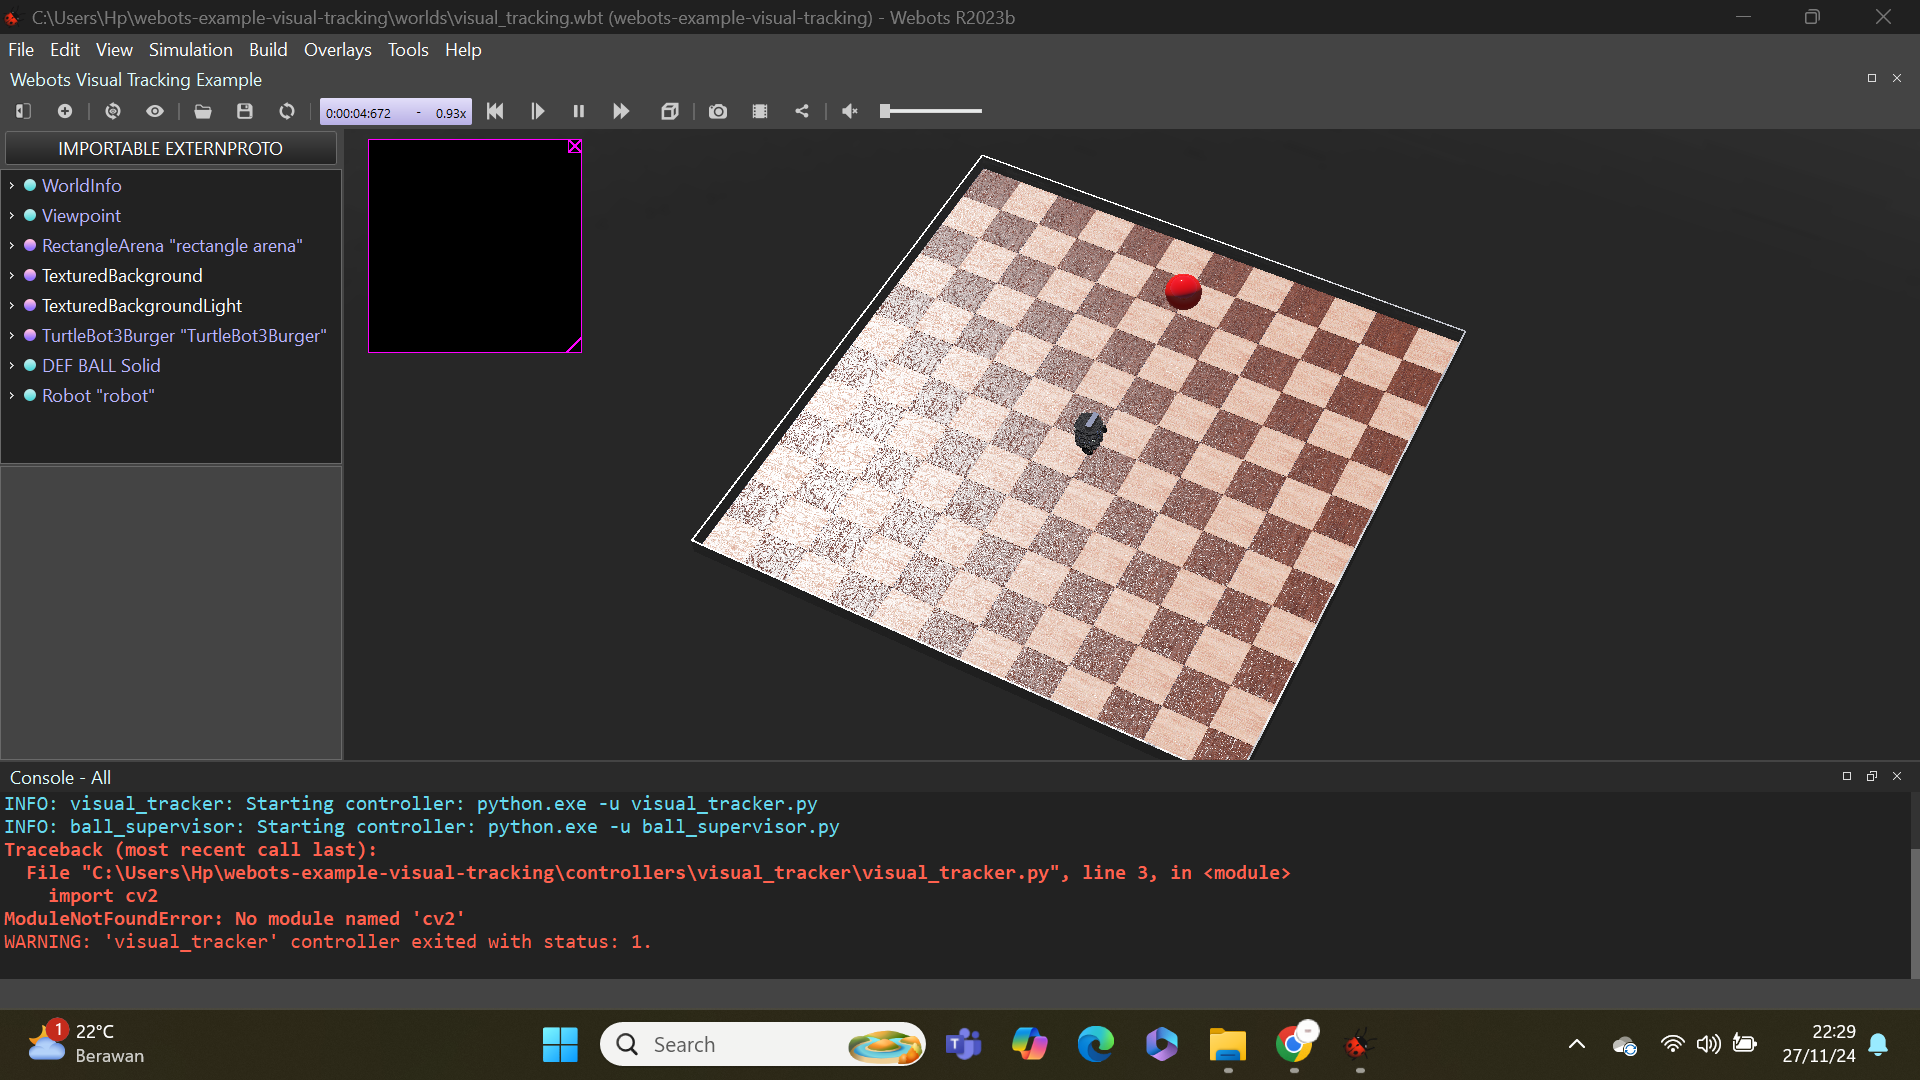 C:\Users\Hp\webots-example-visual-tracking\worlds\visual_tracking.wbt (webots-example-visual-tracking) - Webots R2023b
File Edit View Simulation Build Overlays Tools Help
Webots Visual Tracking Example
0:00:04:672 - 0.93x
IMPORTABLE EXTERNPROTO
WorldInfo
Viewpoint
RectangleArena "rectangle arena"
TexturedBackground
TexturedBackgroundLight
TurtleBot3Burger "TurtleBot3Burger"
DEF BALL Solid
Robot "robot"
Console - All
INFO: visual_tracker: Starting controller: python.exe -u visual_tracker.py
INFO: ball_supervisor: Starting controller: python.exe -u ball_supervisor.py
Traceback (most recent call last):
File "C:\Users\Hp\webots-example-visual-tracking\controllers\visual_tracker\visual_tracker.py", line 3, in <module>
import cv2
ModuleNotFoundError: No module named 'cv2'
WARNING: 'visual_tracker' controller exited with status: 1.
1
22°C
Berawan
Search
22:29
27/11/24